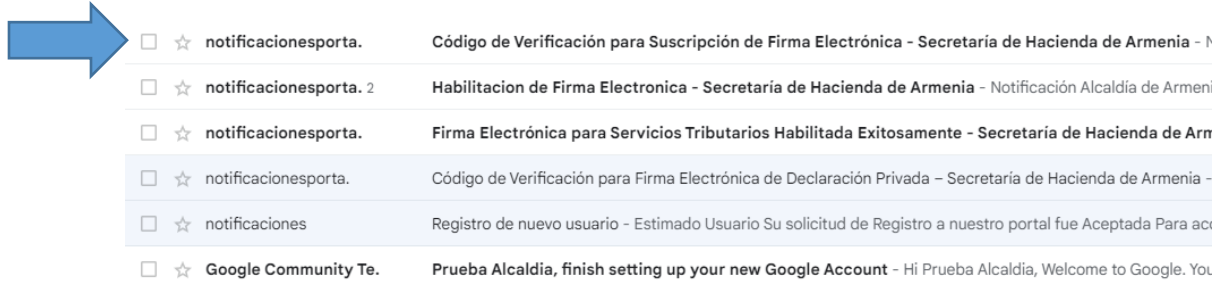 notificacionesporta. Código de Verificación para Suscripción de Firma Electrónica - Secretaría de Hacienda de Armenia -
notificacionesporta. 2 Habilitacion de Firma Electronica - Secretaría de Hacienda de Armenia - Notificación Alcaldía de
notificacionesporta. Firma Electrónica para Servicios Tributarios Habilitada Exitosamente - Secretaría de Hacienda de
notificacionesporta. Código de Verificación para Firma Electrónica de Declaración Privada – Secretaría de Hacienda de Armenia -
notificaciones Registro de nuevo usuario - Estimado Usuario Su solicitud de Registro a nuestro portal fue Aceptada Para
Google Community Te. Prueba Alcaldia, finish setting up your new Google Account - Hi Prueba Alcaldia, Welcome to Google.